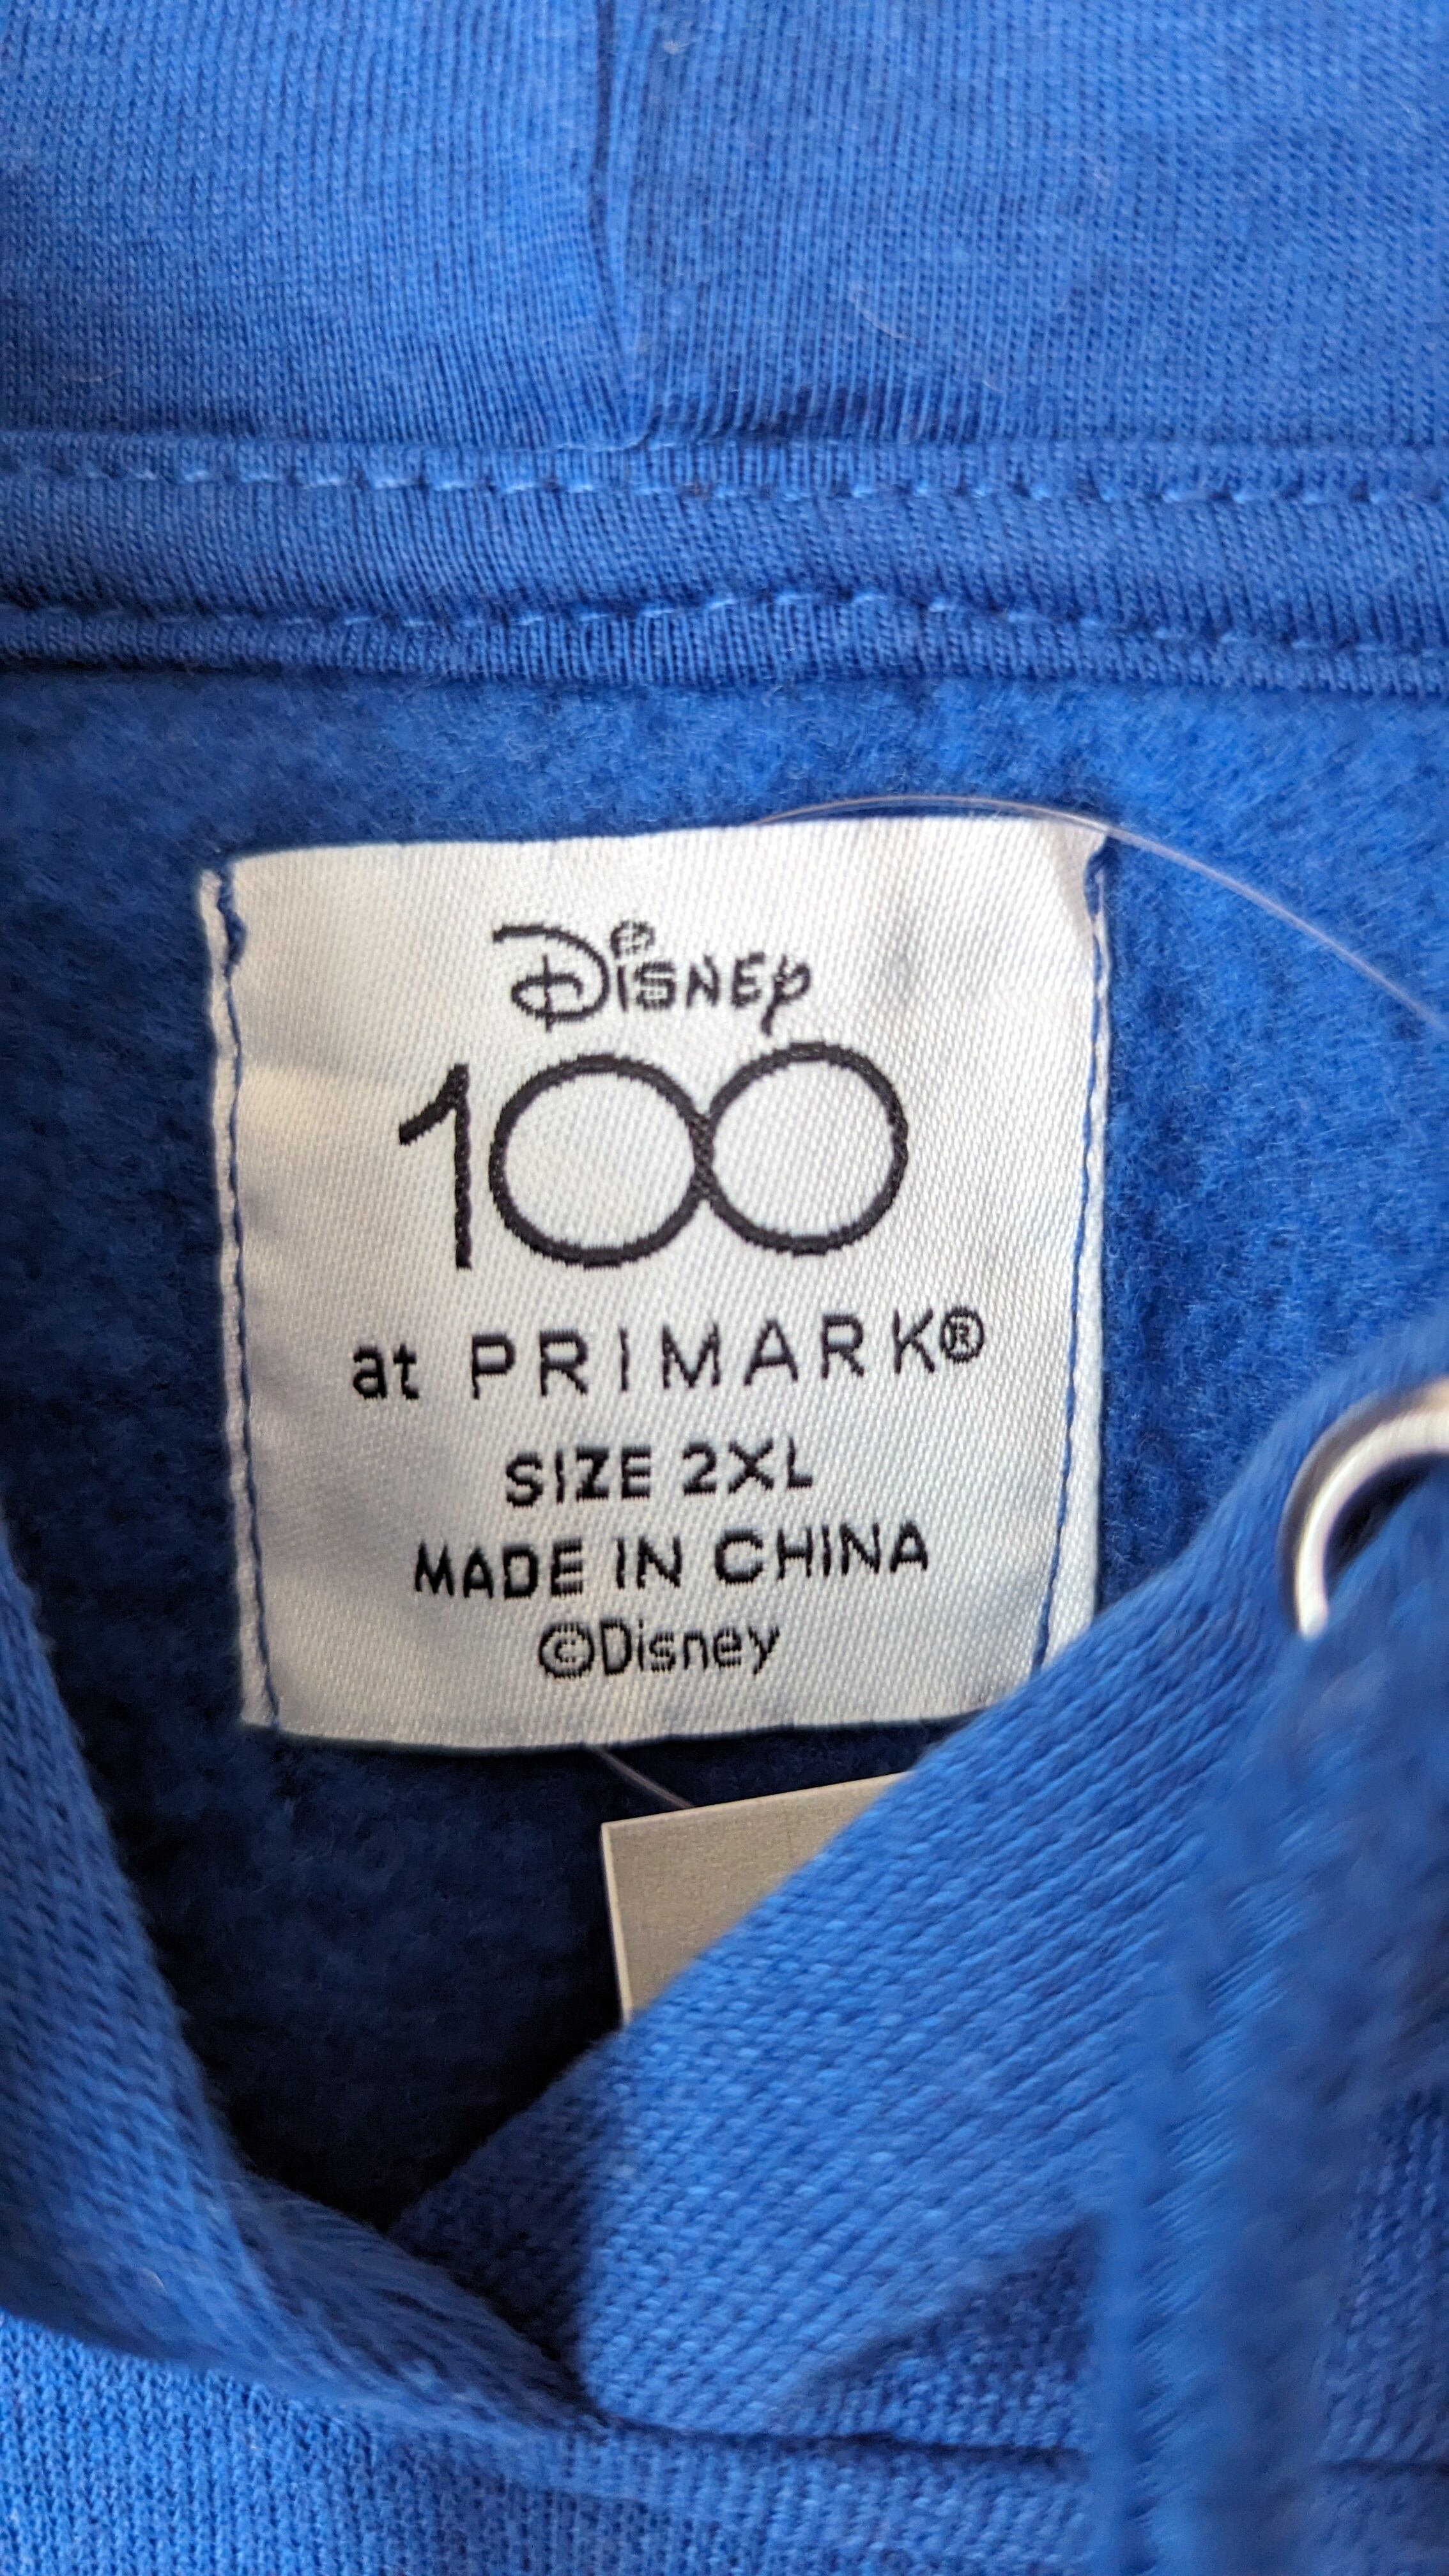 Disney
100
at PRIMARK®
SIZE 2XL
MADE IN CHINA
©Disney